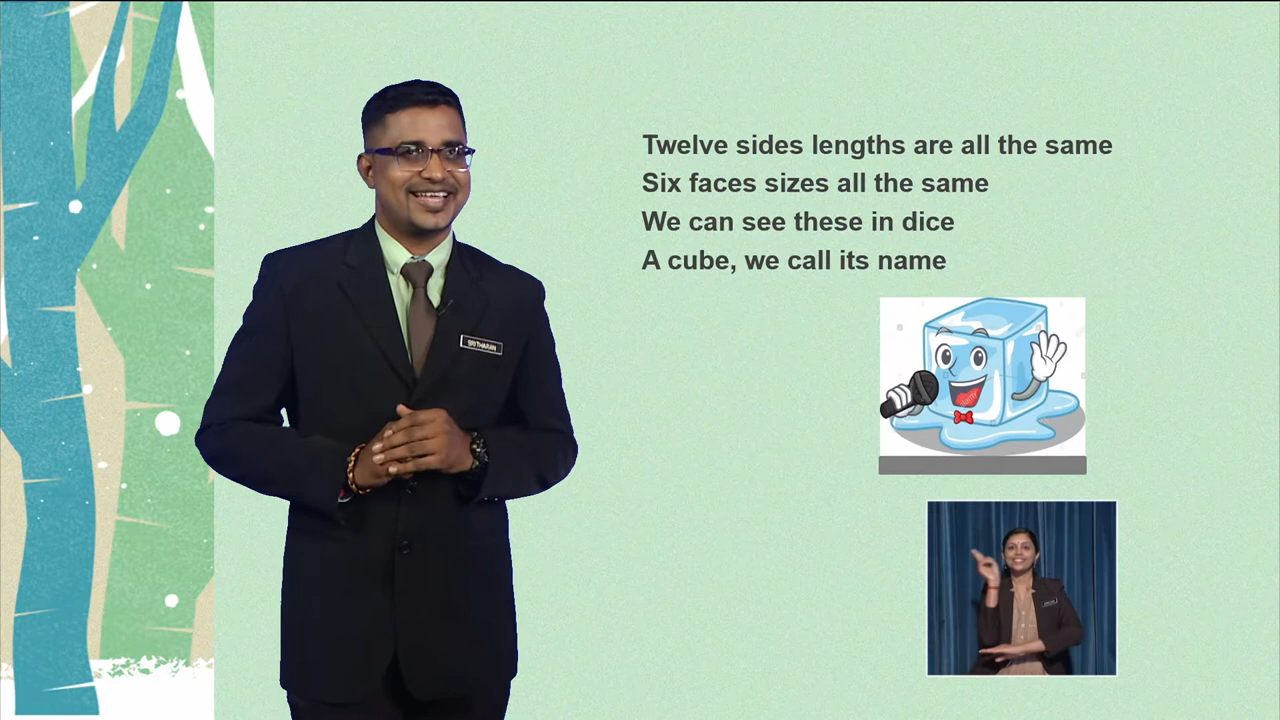 Twelve sides lengths are all the same
Six faces sizes all the same
We can see these in dice
A cube, we call its name
SRITHARAN